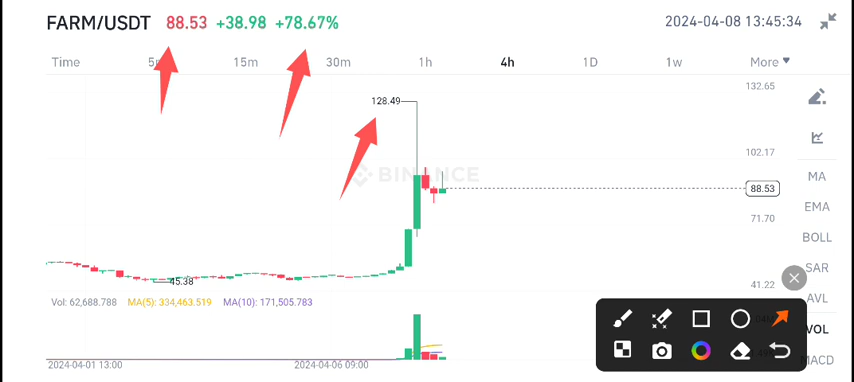 FARM/USDT 88.53 +38.98 +78.67% 2024-04-08 13:45:34
Time 5m 15m 30m 1h 4h 1D 1w More
132.65
128.49
102.17
BINANCE
MA
88.53
EMA
71.70
BOLL
SAR
45.38
41.22
AVL
Vol: 62,688.788 MA(5): 334,463.519 MA(10): 171,505.783
VOL
MACD
2024-04-01 13:00 2024-04-06 09:00